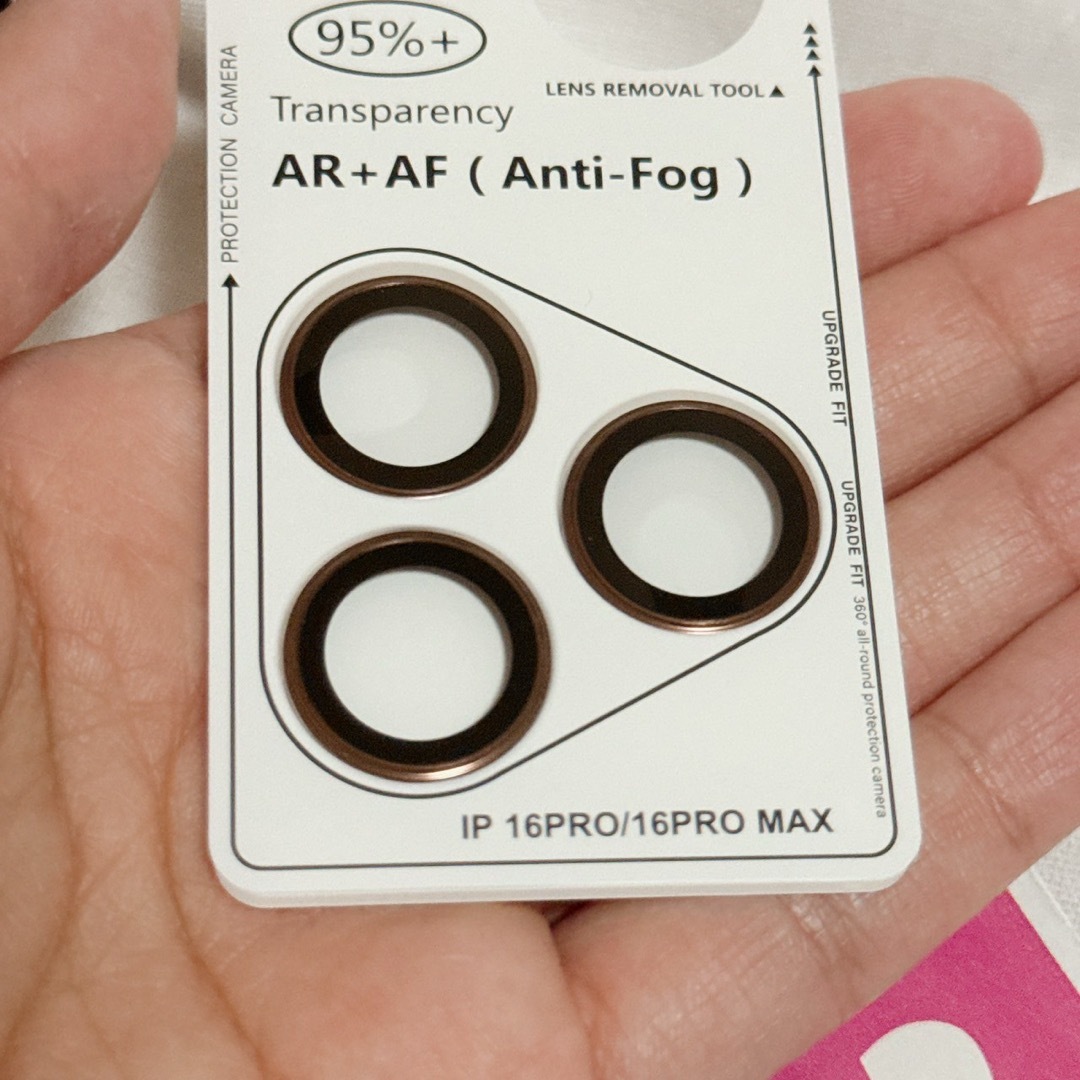 95%+
Transparency
LENS REMOVAL TOOL▲
AR+AF ( Anti-Fog )
PROTECTION CAMERA
UPGRADE FIT
UPGRADE FIT 360° all-round protection camera
IP 16PRO/16PRO MAX